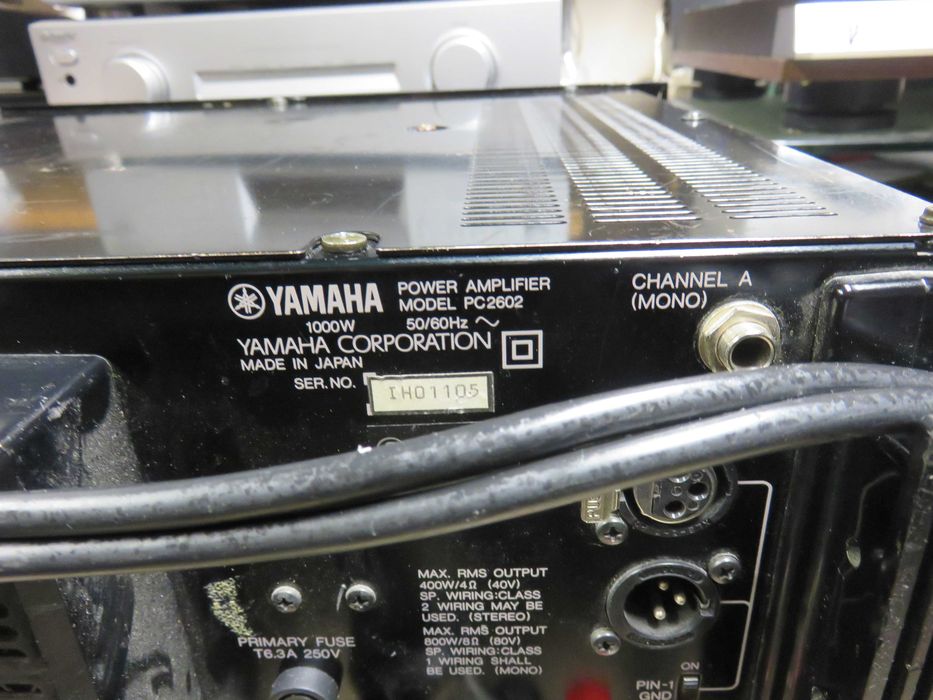 YAMAHA
POWER AMPLIFIER
MODEL PC2602
1000W 50/60Hz
YAMAHA CORPORATION
MADE IN JAPAN
SER.NO. IH01105
CHANNEL A
(MONO)
MAX. RMS OUTPUT
400W/4Ω (40V)
SP. WIRING:CLASS
2 WIRING MAY BE
USED. (STEREO)
MAX. RMS OUTPUT
800W/8Ω (80V)
SP. WIRING:CLASS
1 WIRING SHALL
BE USED. (MONO)
PRIMARY FUSE
T6.3A 250V
ON
PIN-1
GND